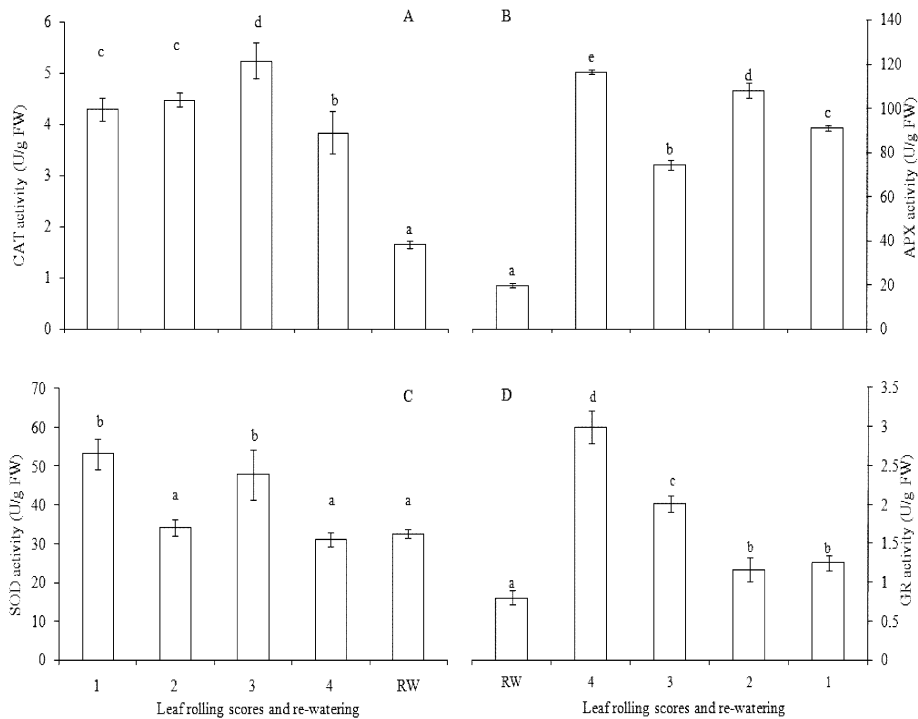 A
B
CAT activity (U/g FW)
6
5
4
3
2
1
0
c
c
d
b
a
APX activity (U/g FW)
140
120
100
80
60
40
20
0
a
e
b
d
c
C
D
SOD activity (U/g FW)
70
60
50
40
30
20
10
0
b
a
b
a
a
GR activity (U/g FW)
3.5
3
2.5
2
1.5
1
0.5
0
a
d
c
b
b
1 2 3 4 RW
RW 4 3 2 1
Leaf rolling scores and re-watering
Leaf rolling scores and re-watering